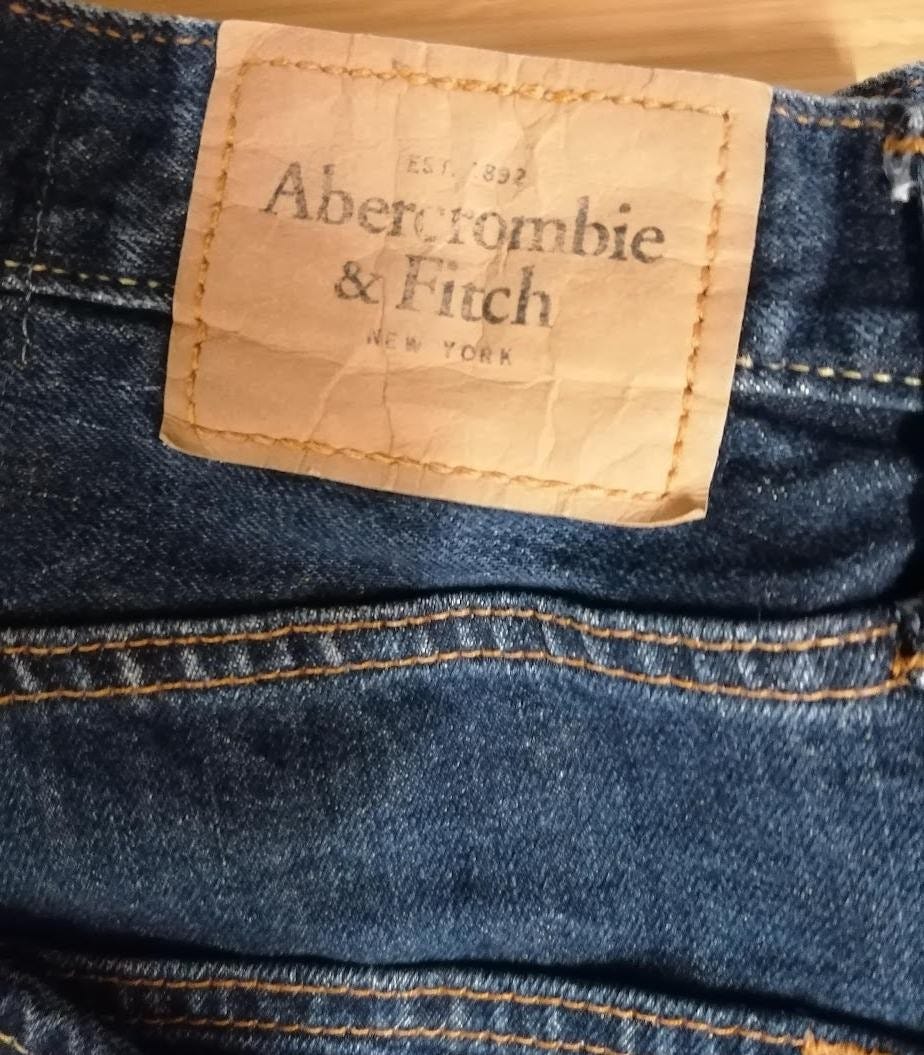 EST. 1892
Abercrombie
& Fitch
NEW YORK